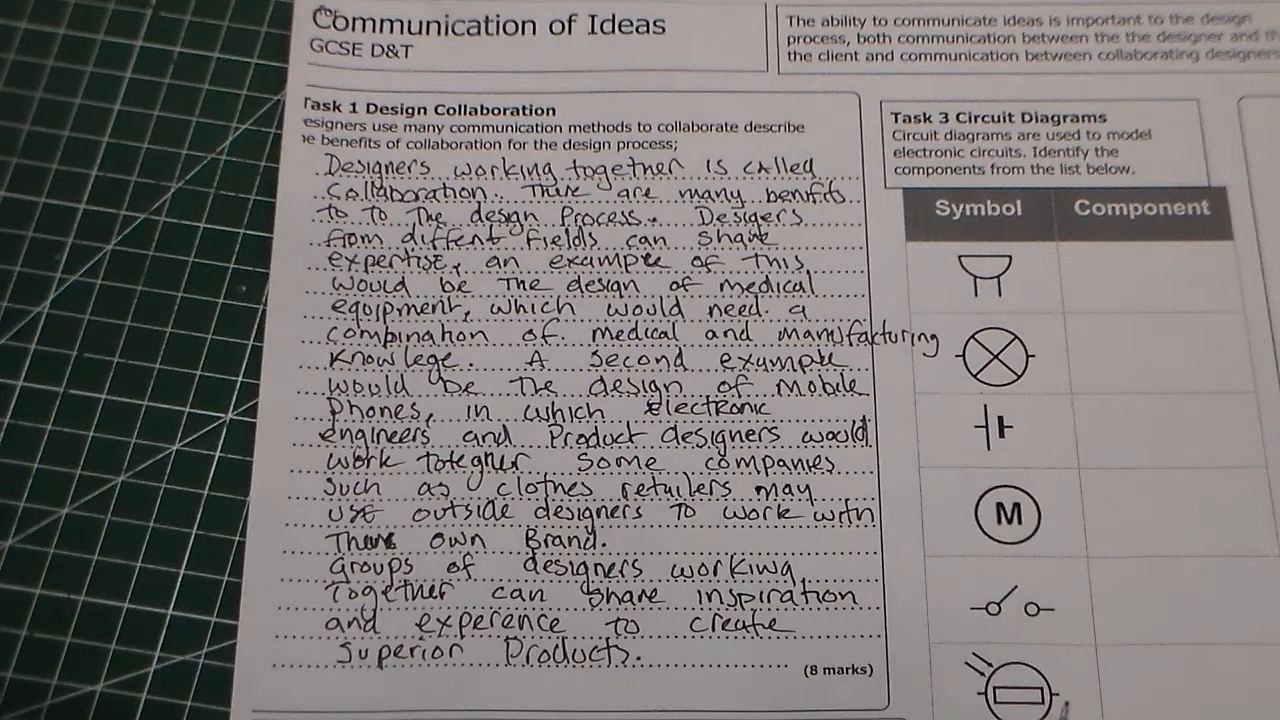 Communication of Ideas
GCSE D&T
The ability to communicate ideas is important to the design
process, both communication between the the designer and
the client and communication between collaborating designers
Task 1 Design Collaboration
esigners use many communication methods to collaborate describe
he benefits of collaboration for the design process;
Designers working together is called
collaboration. There are many benifits
to to The design Process. Desigers
from diffent fields can share
expertise, an example of this
would be The design of medical
equipment, which would need a
combination of medical and manufakturing
Knowlege. A second example
would be the design of mobile
Phones, in which electronic
engineers and Product designers would
work totegher some companies
such as clothes retailers may
use outside designers to work with
own Brand.
groups of designers working
Together can share inspiration
and experence to create
superior Products.
(8 marks)
Task 3 Circuit Diagrams
Circuit diagrams are used to model
electronic circuits. Identify the
components from the list below.
Symbol Component
M